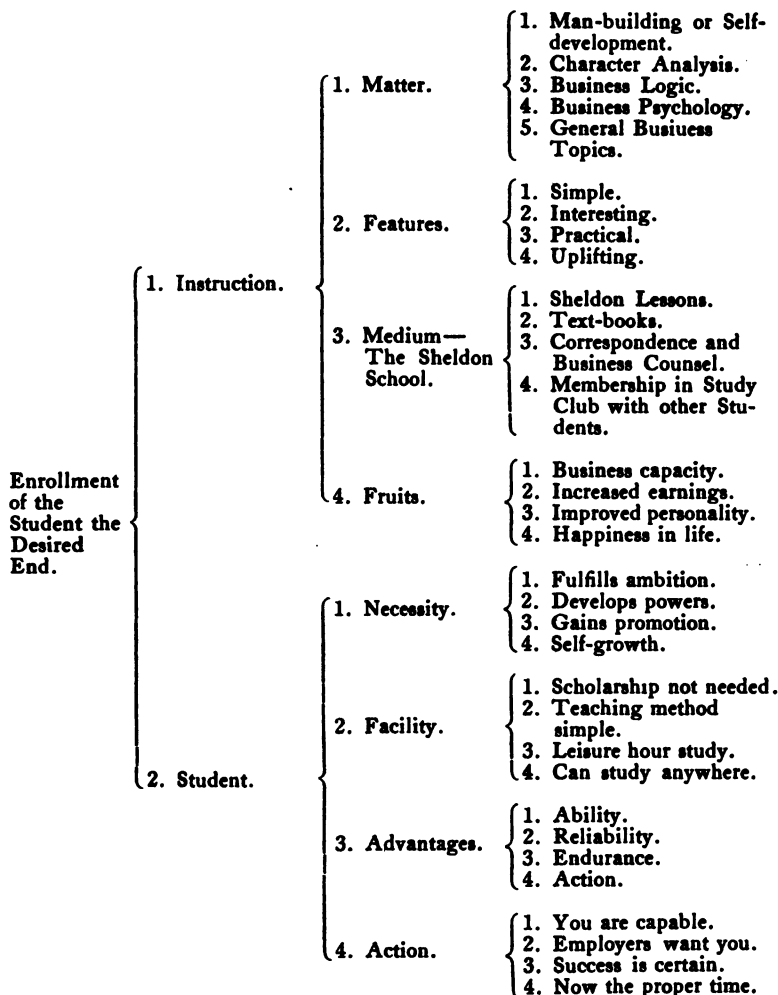 Enrollment
of the
Student the
Desired
End.
1. Instruction.
1. Matter.
1. Man-building or Self-
development.
2. Character Analysis.
3. Business Logic.
4. Business Psychology.
5. General Busiuess
Topics.
2. Features.
1. Simple.
2. Interesting.
3. Practical.
4. Uplifting.
3. Medium—
The Sheldon
School.
1. Sheldon Lessons.
2. Text-books.
3. Correspondence and
Business Counsel.
4. Membership in Study
Club with other Stu-
dents.
4. Fruits.
1. Business capacity.
2. Increased earnings.
3. Improved personality.
4. Happiness in life.
2. Student.
1. Necessity.
1. Fulfills ambition.
2. Develops powers.
3. Gains promotion.
4. Self-growth.
2. Facility.
1. Scholarship not needed.
2. Teaching method
simple.
3. Leisure hour study.
4. Can study anywhere.
3. Advantages.
1. Ability.
2. Reliability.
3. Endurance.
4. Action.
4. Action.
1. You are capable.
2. Employers want you.
3. Success is certain.
4. Now the proper time.